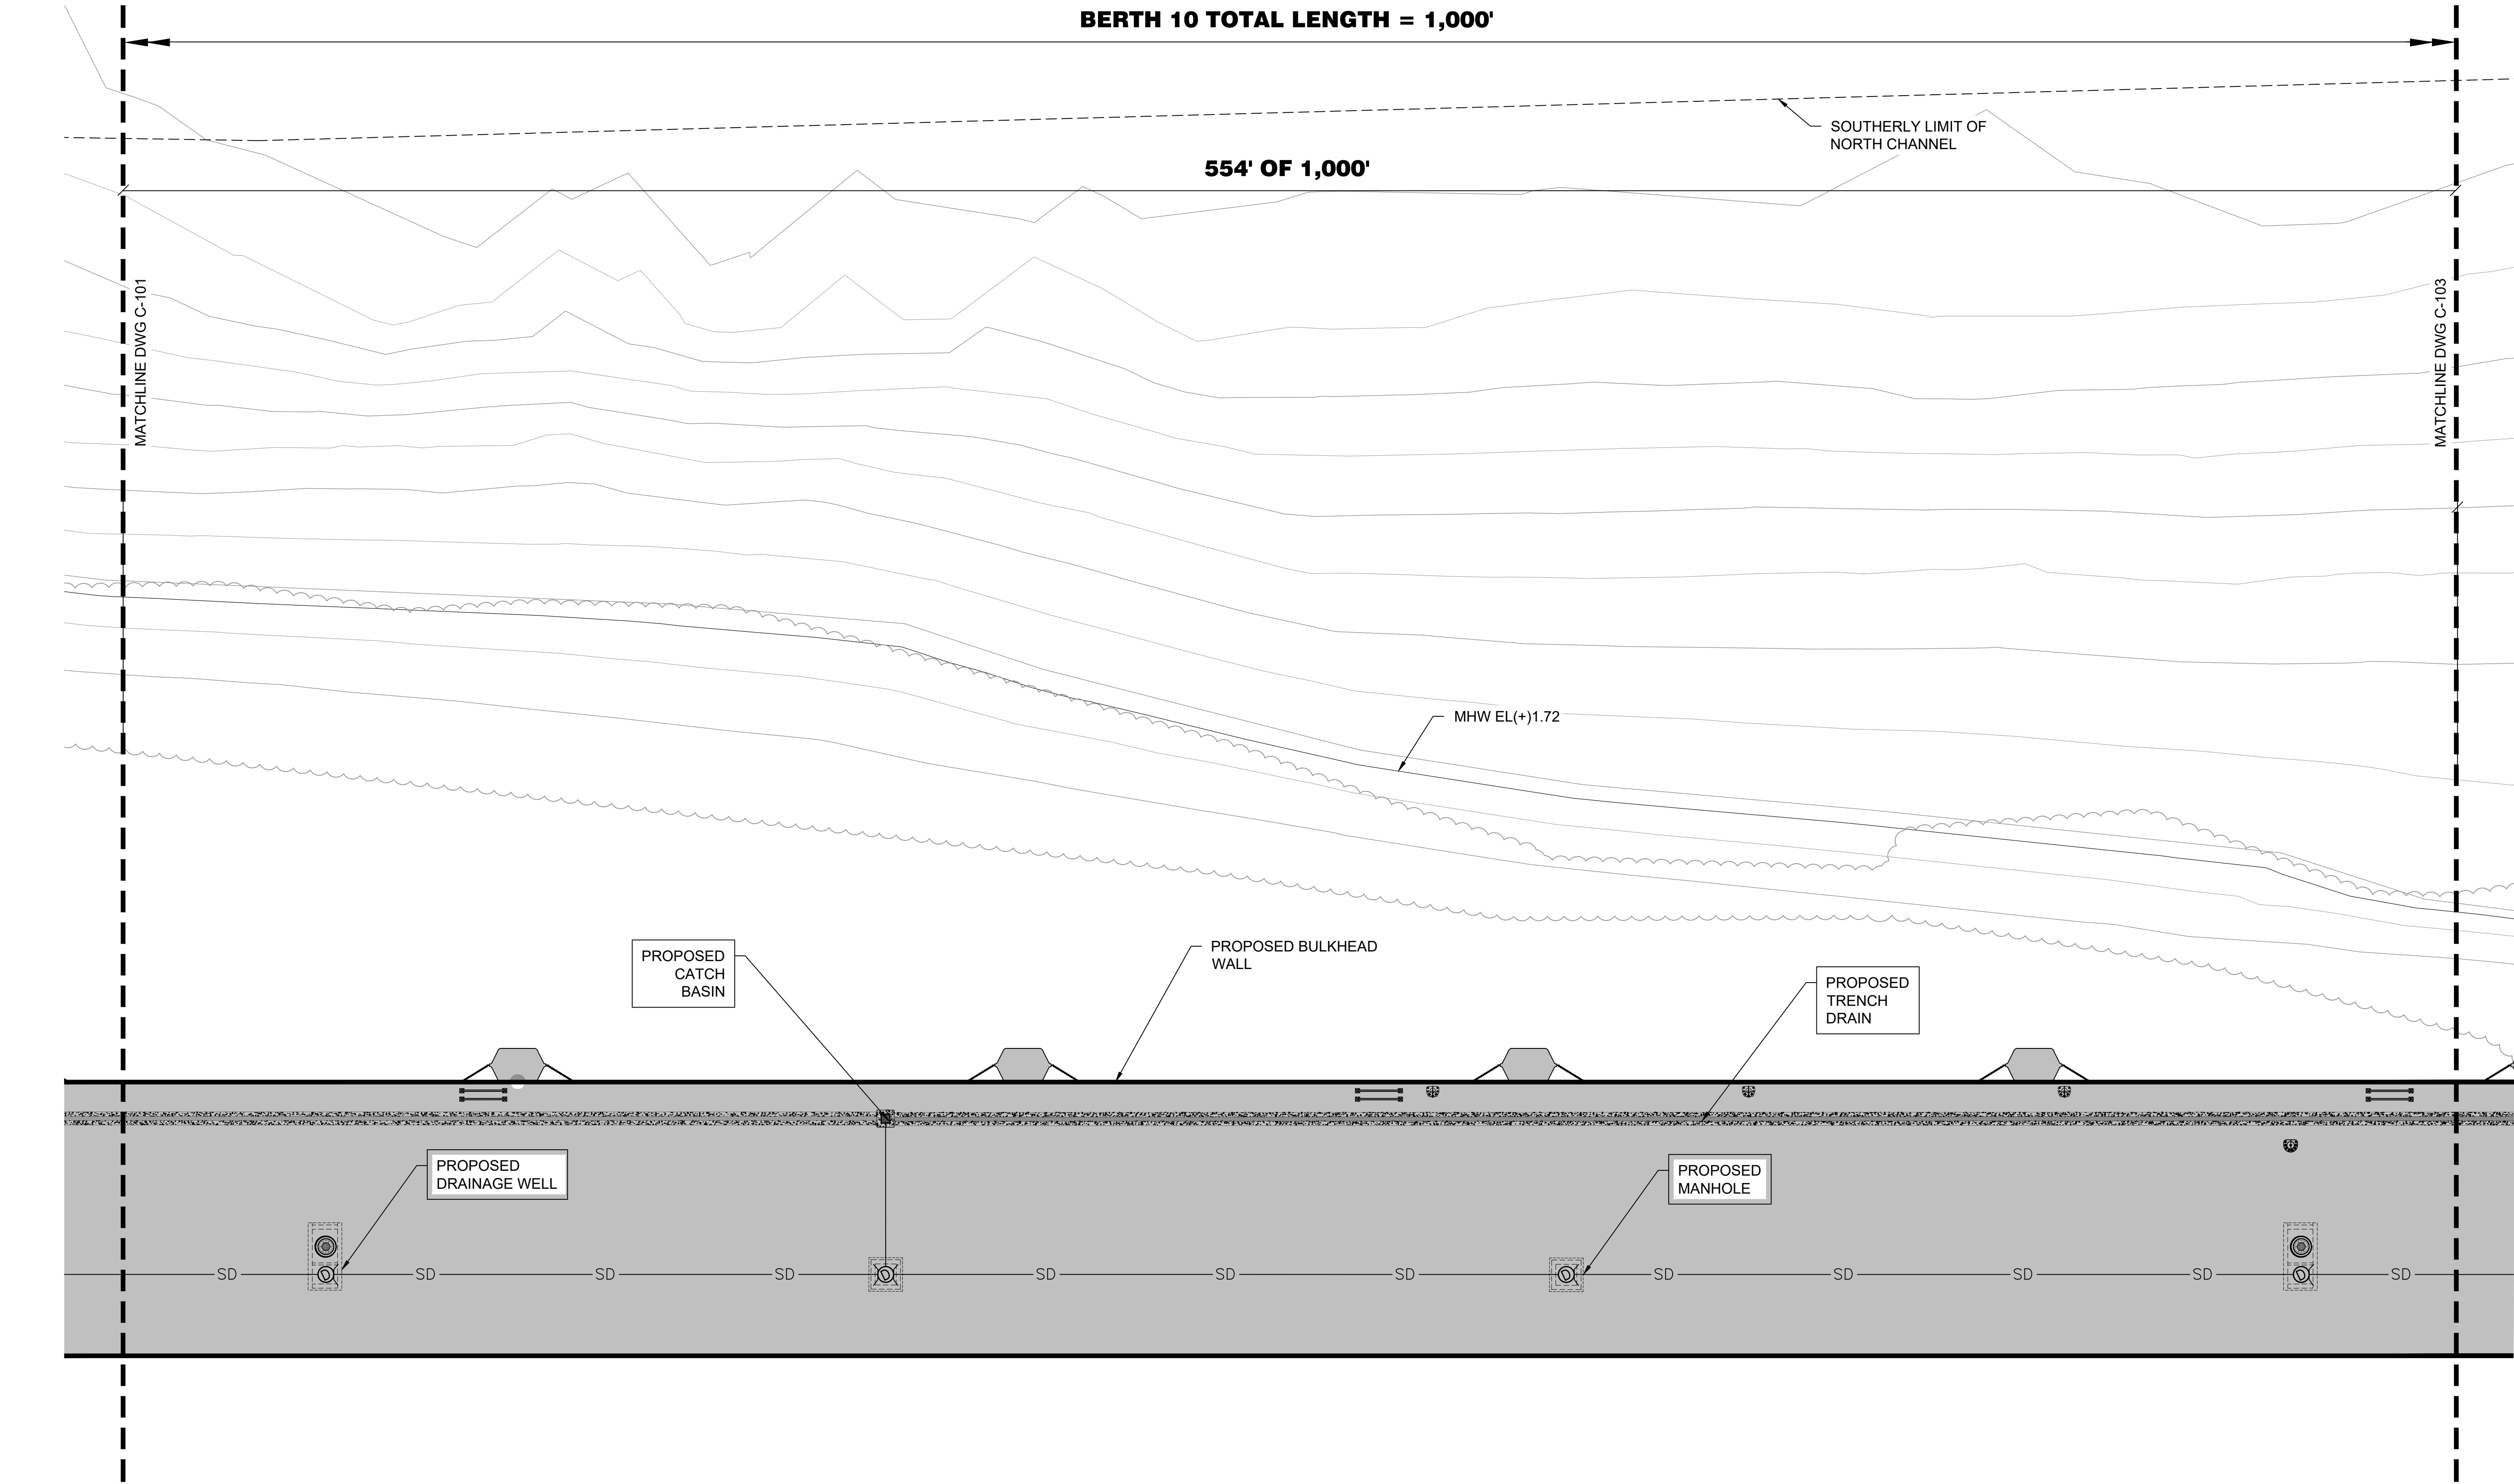 BERTH 10 TOTAL LENGTH = 1,000'
SOUTHERLY LIMIT OF
NORTH CHANNEL
554' OF 1,000'
MATCHLINE DWG C-101
MATCHLINE DWG C-103
MHW EL(+)1.72
PROPOSED
CATCH
BASIN
PROPOSED BULKHEAD
WALL
PROPOSED
TRENCH
DRAIN
PROPOSED
DRAINAGE WELL
PROPOSED
MANHOLE
SD
D
SD
SD
SD
D
SD
SD
SD
D
SD
SD
SD
SD
D
SD